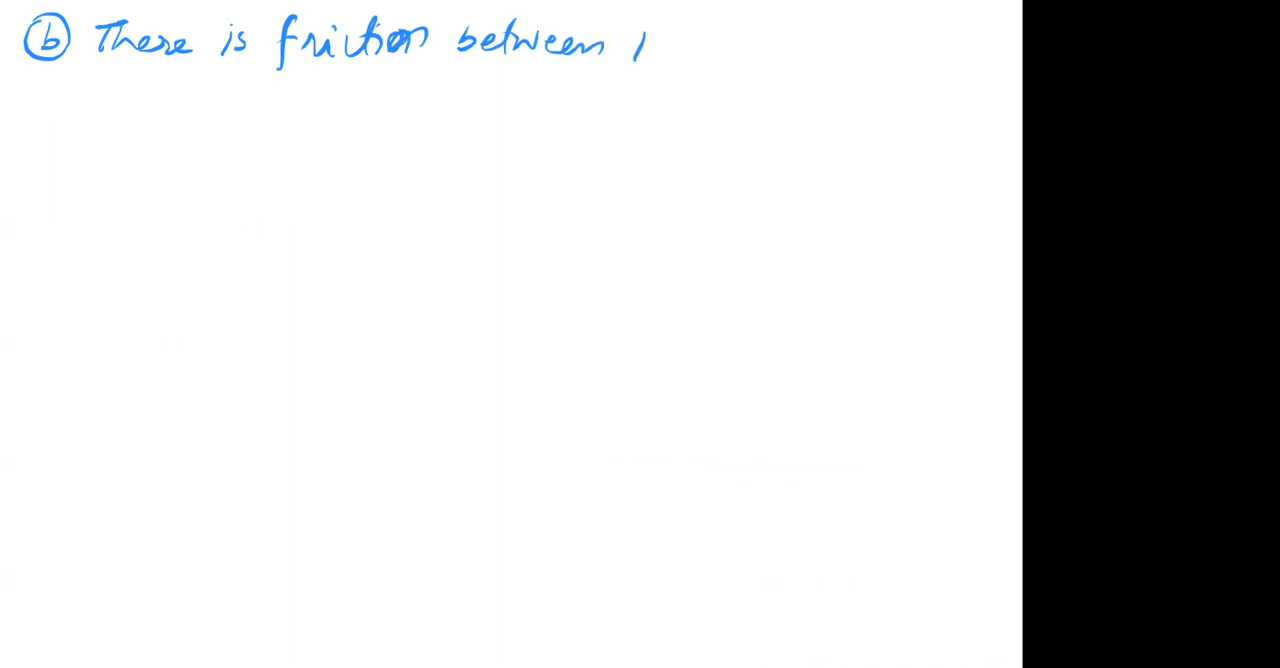 ⓑ There is friction between